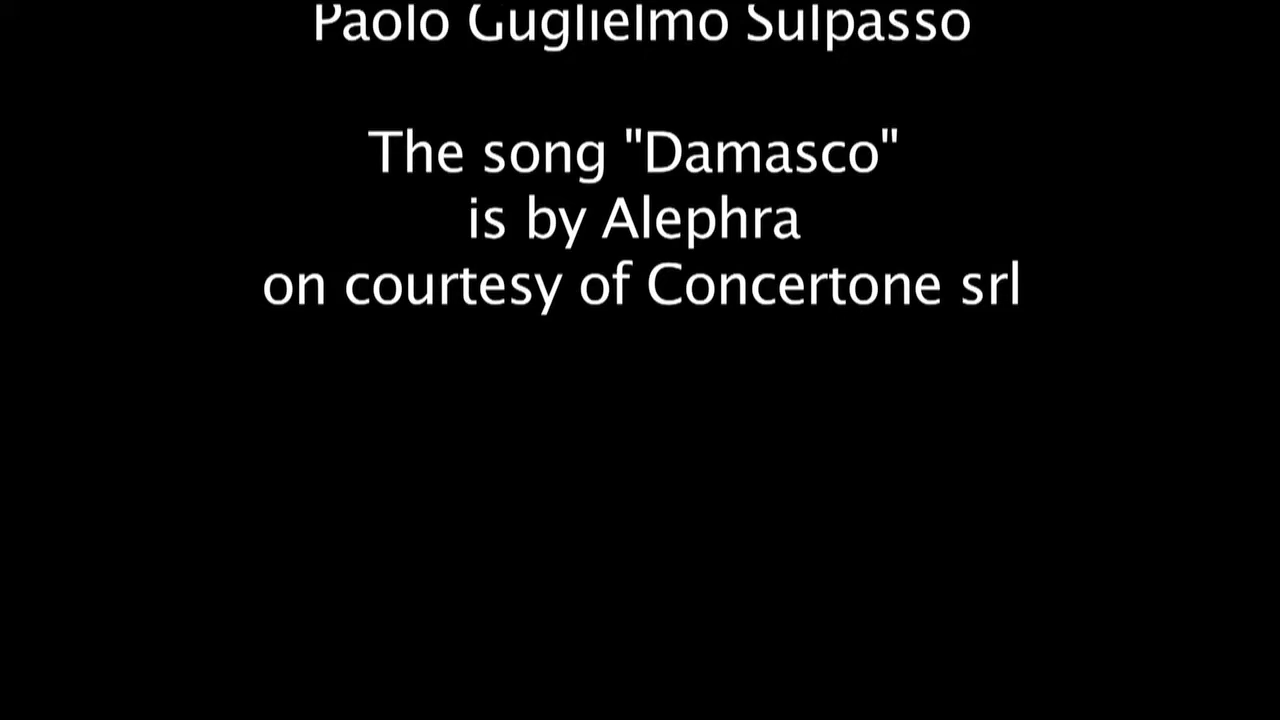 Paolo Guglielmo Sulpasso
The song "Damasco"
is by Alephra
on courtesy of Concertone srl